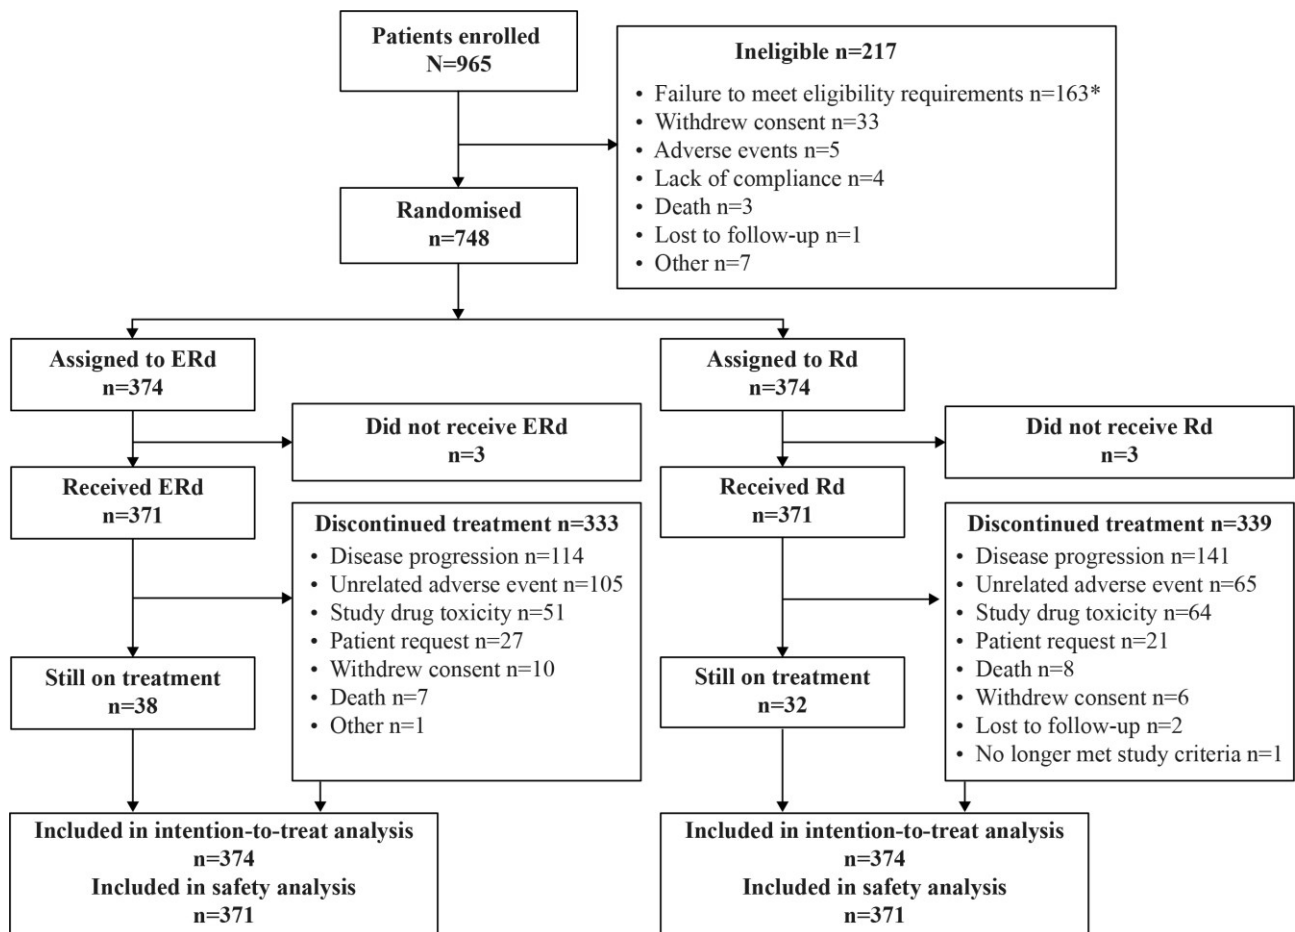 Patients enrolled
N=965
Ineligible n=217
• Failure to meet eligibility requirements n=163*
• Withdrew consent n=33
• Adverse events n=5
• Lack of compliance n=4
• Death n=3
• Lost to follow-up n=1
• Other n=7
Randomised
n=748
Assigned to ERd
n=374
Assigned to Rd
n=374
Did not receive ERd
n=3
Did not receive Rd
n=3
Received ERd
n=371
Received Rd
n=371
Discontinued treatment n=333
• Disease progression n=114
• Unrelated adverse event n=105
• Study drug toxicity n=51
• Patient request n=27
• Withdrew consent n=10
• Death n=7
• Other n=1
Discontinued treatment n=339
• Disease progression n=141
• Unrelated adverse event n=65
• Study drug toxicity n=64
• Patient request n=21
• Death n=8
• Withdrew consent n=6
• Lost to follow-up n=2
• No longer met study criteria n=1
Still on treatment
n=38
Still on treatment
n=32
Included in intention-to-treat analysis
n=374
Included in safety analysis
n=371
Included in intention-to-treat analysis
n=374
Included in safety analysis
n=371